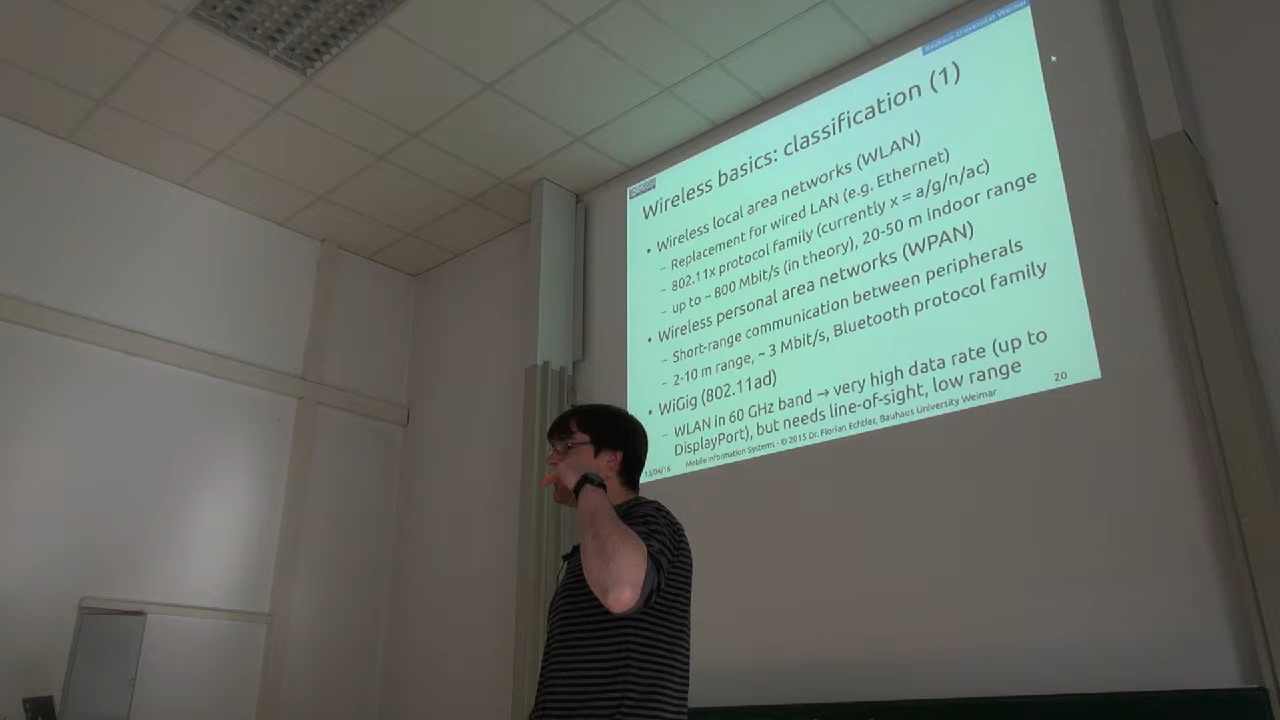 Bauhaus-Universität Weimar
Wireless basics: classification (1)
• Wireless local area networks (WLAN)
– Replacement for wired LAN (e.g. Ethernet)
– 802.11x protocol family (currently x = a/g/n/ac)
– up to ~ 800 Mbit/s (in theory), 20-50 m indoor range
• Wireless personal area networks (WPAN)
– Short-range communication between peripherals
– 2-10 m range, ~ 3 Mbit/s, Bluetooth protocol family
• WiGig (802.11ad)
– WLAN in 60 GHz band → very high data rate (up to
DisplayPort), but needs line-of-sight, low range
13/04/16 Mobile Information Systems - © 2015 Dr. Florian Echtler, Bauhaus University Weimar 20